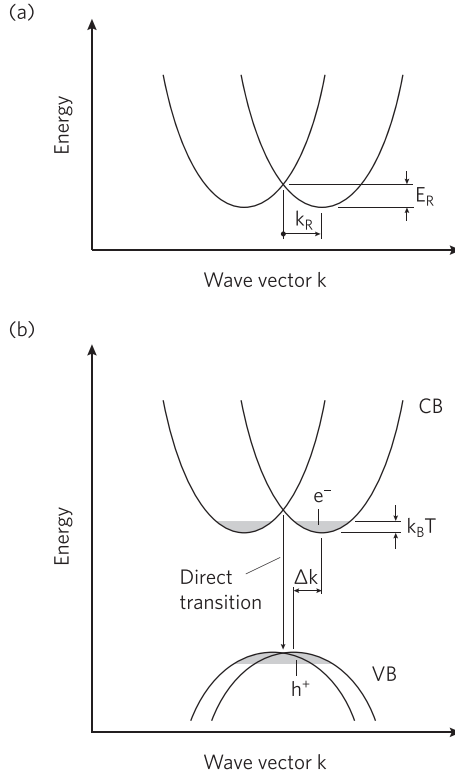 (a)
Energy
E_R
k_R
Wave vector k
(b)
CB
e⁻
k_BT
Energy
Direct
transition
Δk
VB
h⁺
Wave vector k